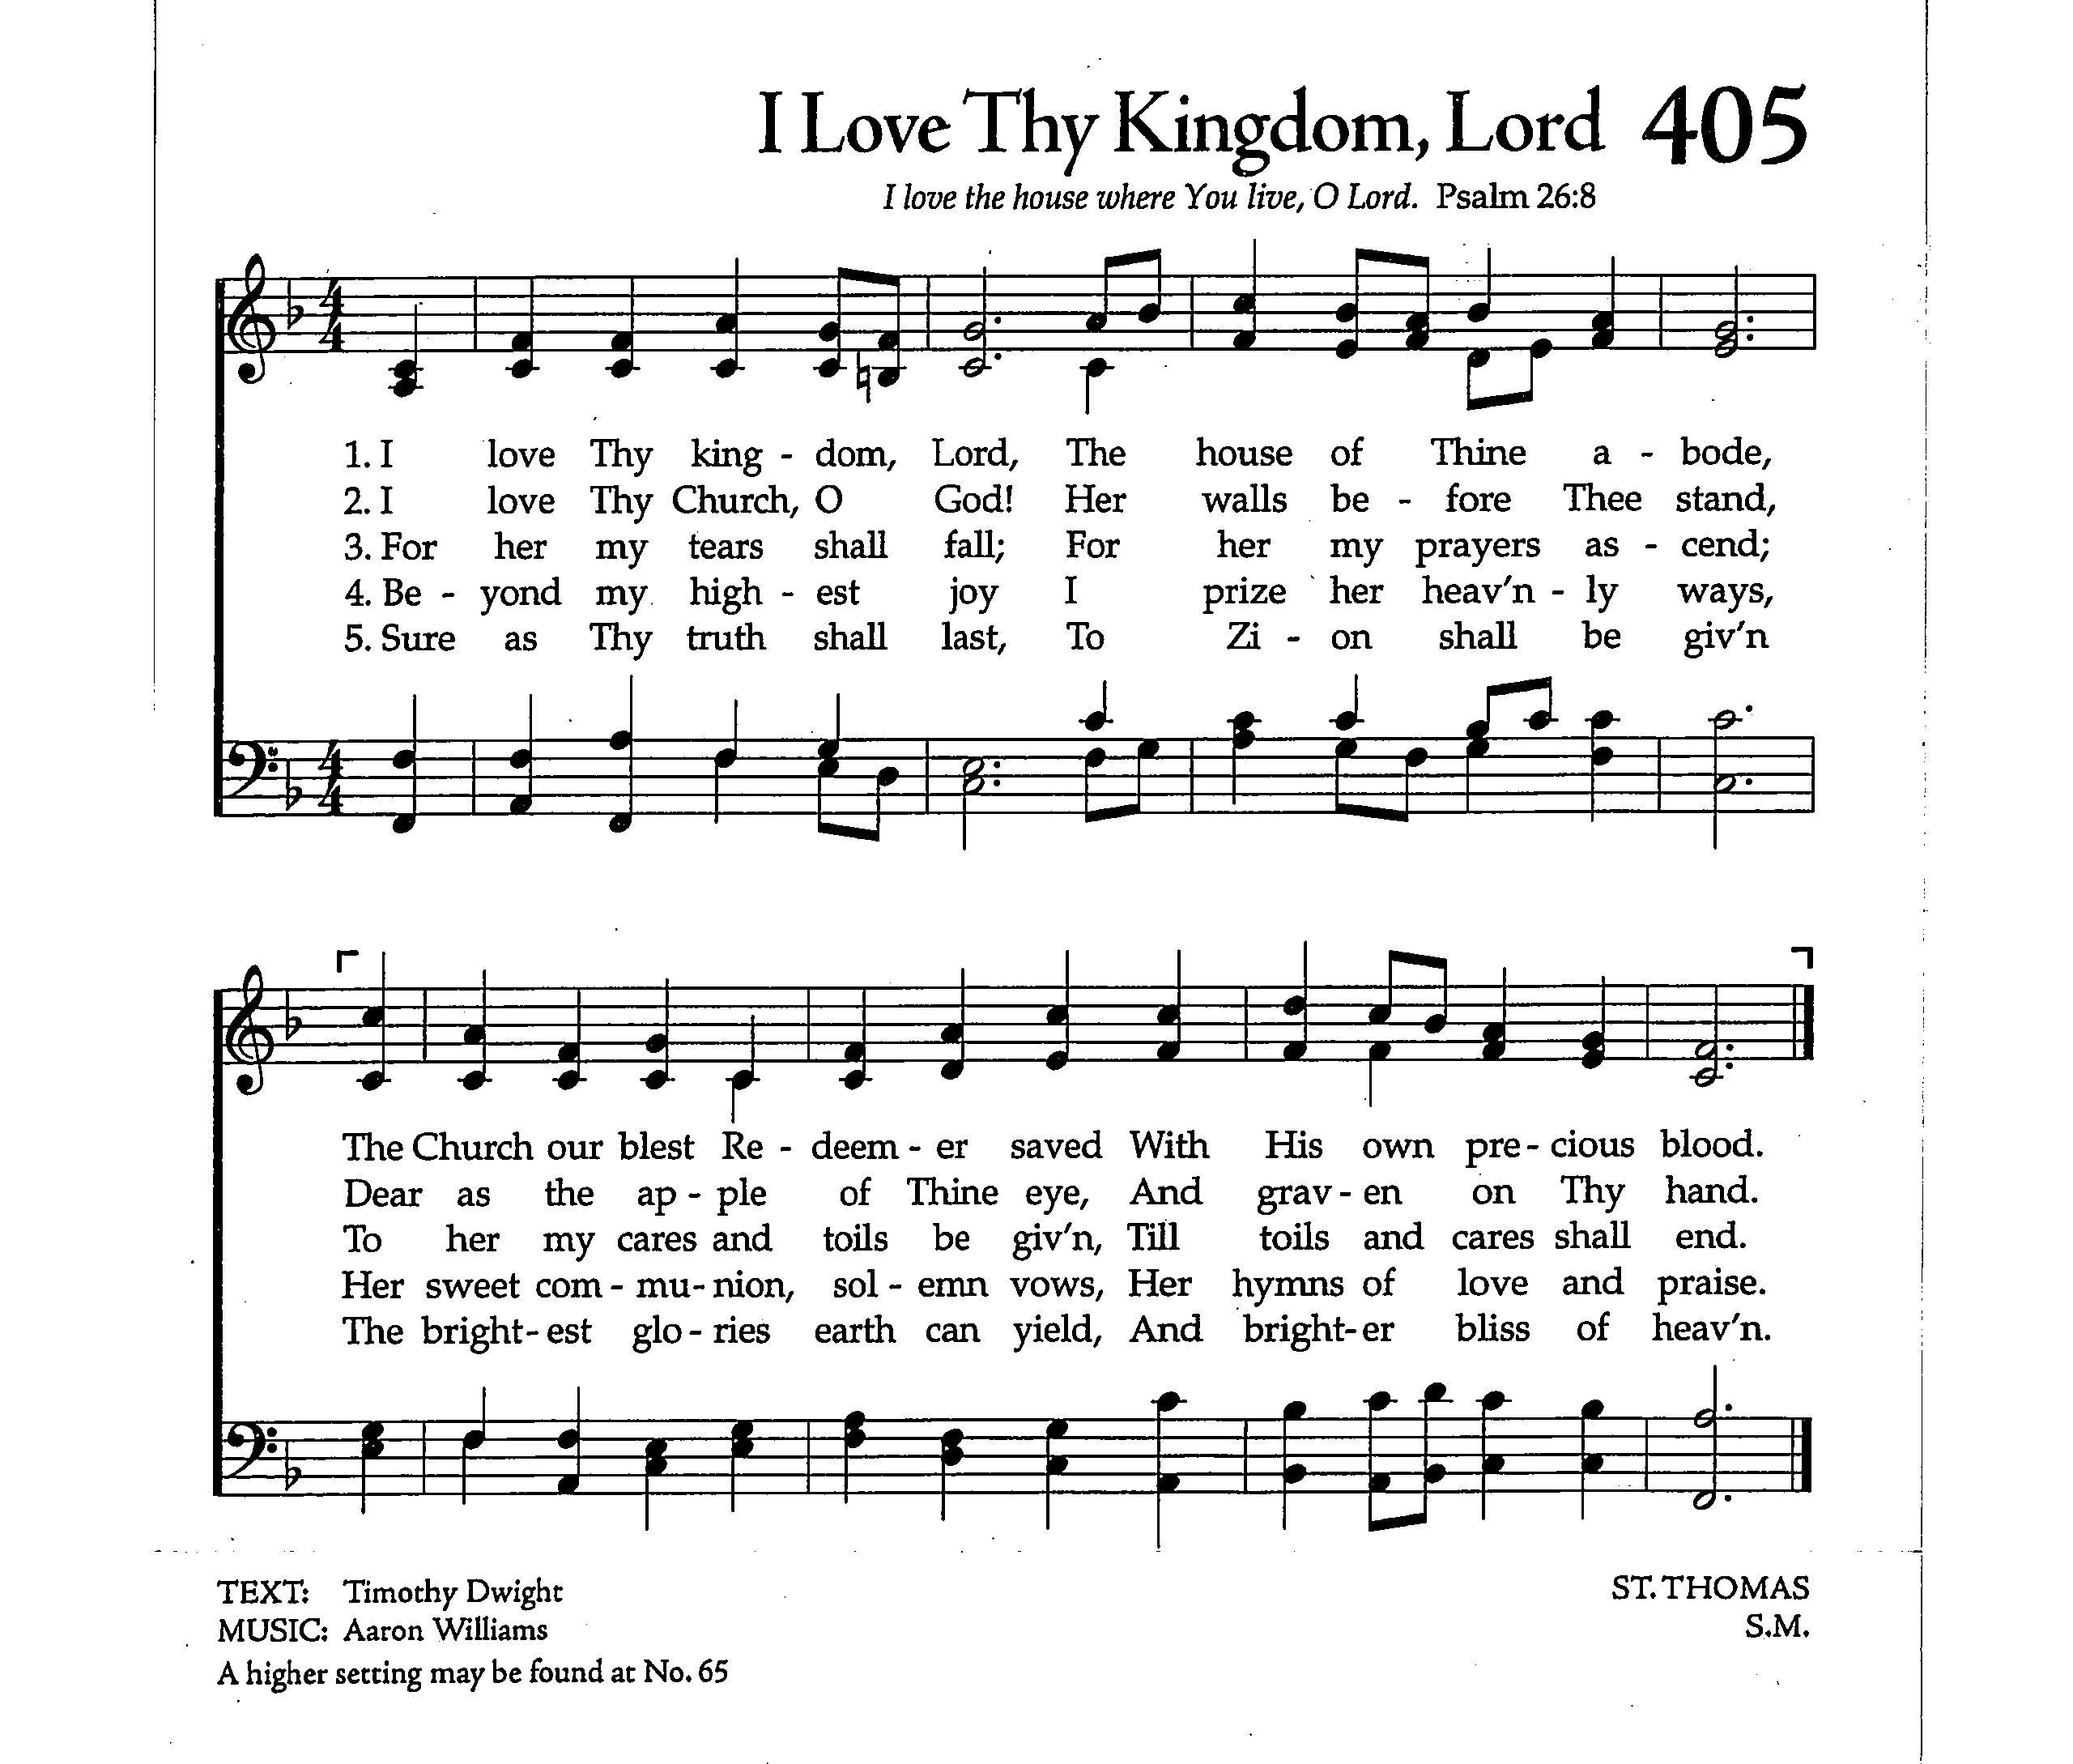 I Love Thy Kingdom, Lord 405
I love the house where You live, O Lord. Psalm 26:8
4
4
1. I love Thy king - dom, Lord, The house of Thine a - bode,
2. I love Thy Church, O God! Her walls be - fore Thee stand,
3. For her my tears shall fall; For her my prayers as - cend;
4. Be - yond my high - est joy I prize her heav'n - ly ways,
5. Sure as Thy truth shall last, To Zi - on shall be giv'n
4
4
The Church our blest Re - deem - er saved With His own pre - cious blood.
Dear as the ap - ple of Thine eye, And grav - en on Thy hand.
To her my cares and toils be giv'n, Till toils and cares shall end.
Her sweet com - mu - nion, sol - emn vows, Her hymns of love and praise.
The bright - est glo - ries earth can yield, And bright - er bliss of heav'n.
TEXT: Timothy Dwight ST. THOMAS
MUSIC: Aaron Williams S.M.
A higher setting may be found at No. 65